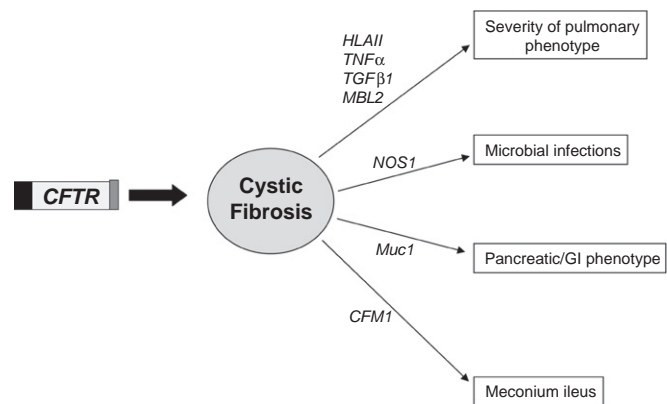 HLAII
TNFα
TGFβ1
MBL2
Severity of pulmonary
phenotype
NOS1
Microbial infections
CFTR
Cystic
Fibrosis
Muc1
Pancreatic/GI phenotype
CFM1
Meconium ileus